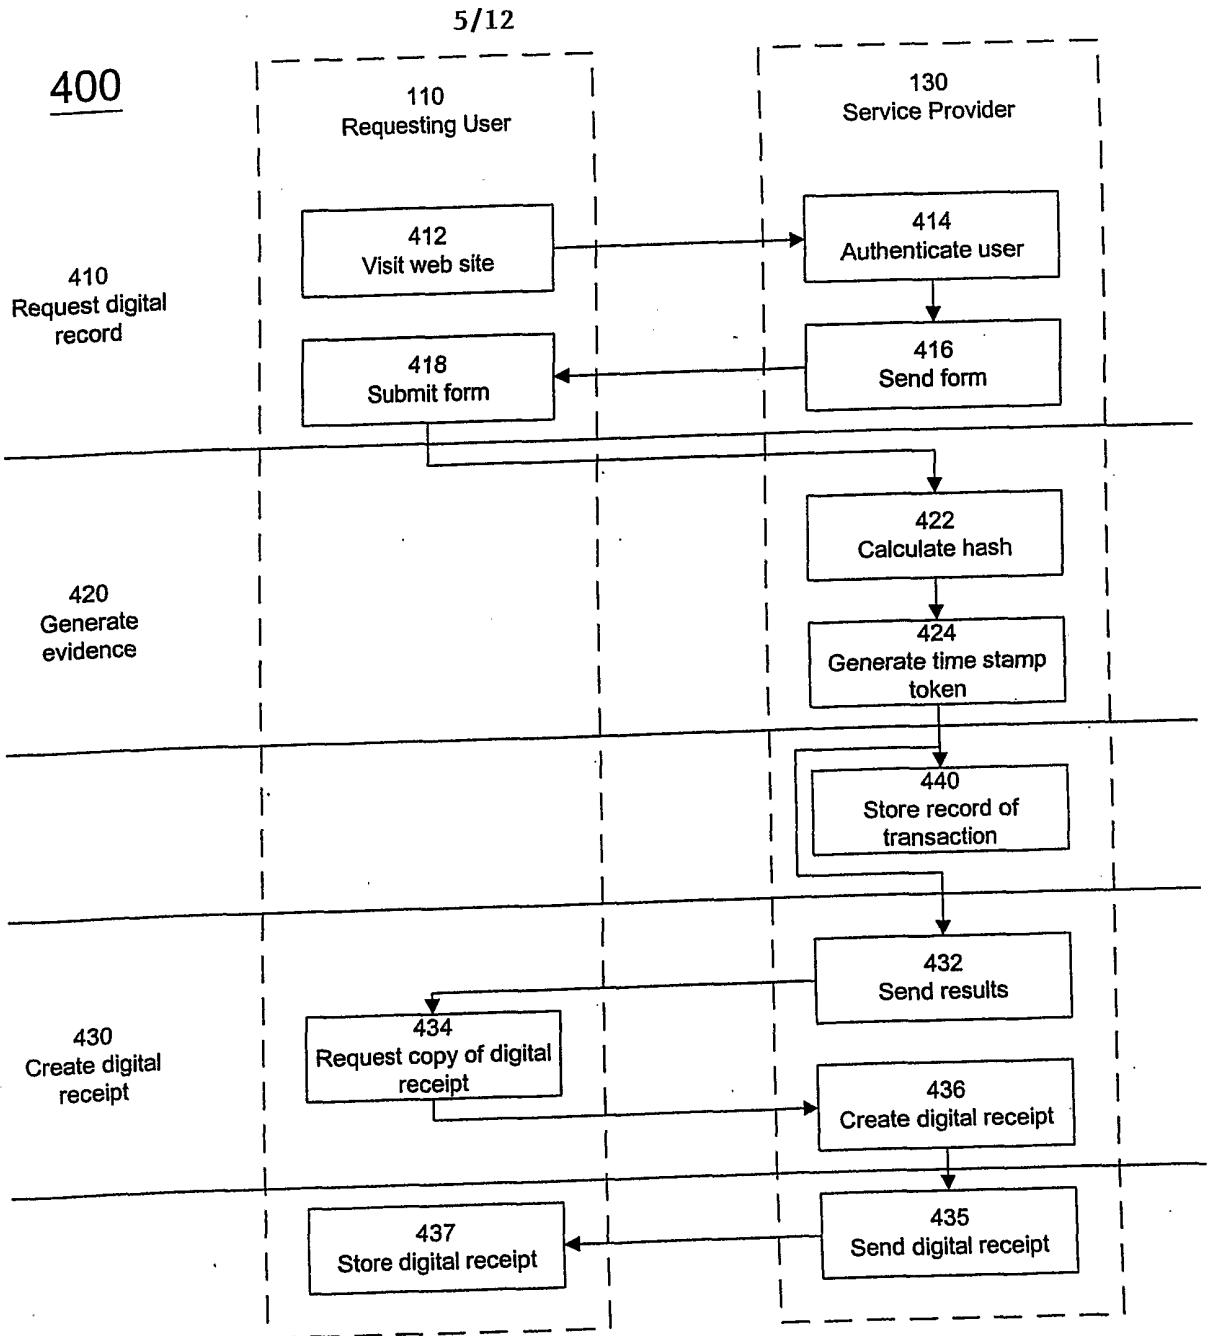 5/12
400
110
Requesting User
130
Service Provider
412
Visit web site
414
Authenticate user
410
Request digital
record
418
Submit form
416
Send form
422
Calculate hash
420
Generate
evidence
424
Generate time stamp
token
440
Store record of
transaction
432
Send results
430
Create digital
receipt
434
Request copy of digital
receipt
436
Create digital receipt
437
Store digital receipt
435
Send digital receipt